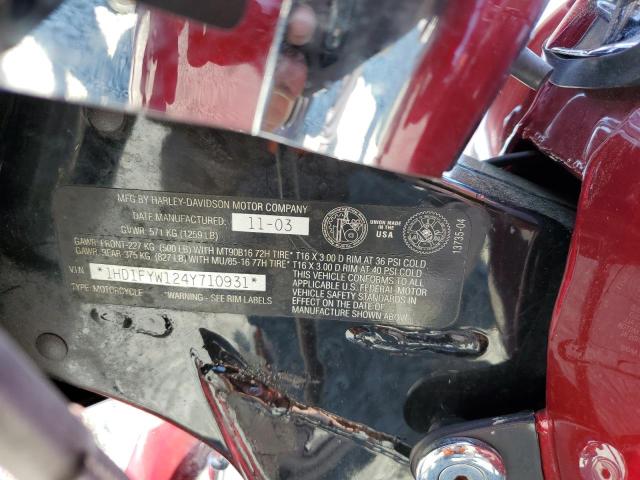 MFG BY HARLEY-DAVIDSON MOTOR COMPANY
DATE MANUFACTURED: 11-03
GVWR: 571 KG (1259 LB)
GAWR: FRONT-227 KG (500 LB) WITH MT90B16 72H TIRE* T16 X 3.00 D RIM AT 36 PSI COLD
GAWR: REAR-375 KG (827 LB) WITH MU/85-16 77H TIRE* T16 X 3.00 D RIM AT 40 PSI COLD
VIN *1HD1FYW124Y710931*
TYPE: MOTORCYCLE *WARNING – SEE RIM LABELS
THIS VEHICLE CONFORMS TO ALL
APPLICABLE U.S. FEDERAL MOTOR
VEHICLE SAFETY STANDARDS IN
EFFECT ON THE DATE OF
MANUFACTURE SHOWN ABOVE.
UNION MADE
IN THE
USA
13735-04